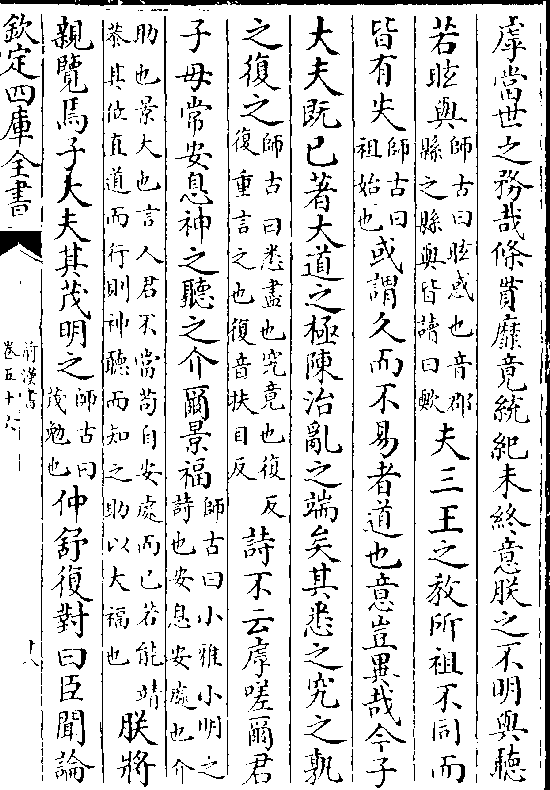 虖當世之務哉條貫靡竟統紀未終意朕之不明與聽
若眩與師古曰眩惑也音郡縣之縣與皆讀曰歟夫三王之教所祖不同而
皆有失師古曰祖始也或謂久而不易者道也意豈異哉今子
大夫既已著大道之極陳治亂之端矣其悉之究之孰
之復之師古曰悉盡也究竟也復反復重言之也復音扶目反詩不云虖嗟爾君
子毋常安息神之聽之介爾景福師古曰小雅小明之詩也安息安處也介
助也景大也言人君不當苟自安處而已若能靖恭其位直道而行則神聽而知之助以大福也朕將
親覽焉子大夫其茂明之師古曰茂勉也仲舒復對曰臣聞論
欽定四庫全書
前漢書
卷五十六
十八